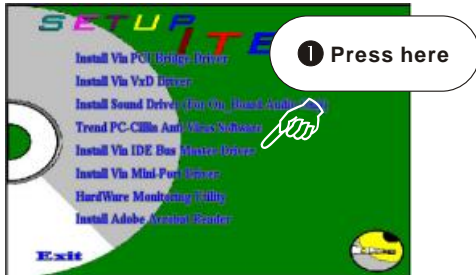 SETUP ITE
❶ Press here
Install Via PCI Bridge Driver
Install Via VxD Driver
Install Sound Driver (For On_Board Audio
Trend PC-Cillin Anti Virus Software
Install Via IDE Bus Master Driver
Install Via Mini-Port Driver
HardWare Monitoring Utility
Install Adobe Acrobat Reader
Exit